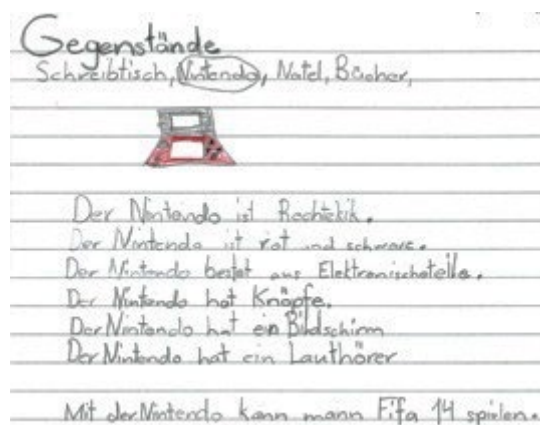 Gegenstände
Schreibtisch, Nintendo, Natel, Bücher,
Der Nintendo ist Rechtekik.
Der Nintendo ist rot und schwarz.
Der Nintendo bestet aus Elektronischeteile.
Der Nintendo hat Knöpfe.
Der Nintendo hat ein Bildschirm
Der Nintendo hat ein Lauthörer
Mit der Nintendo kann mann Fifa 14 spielen.